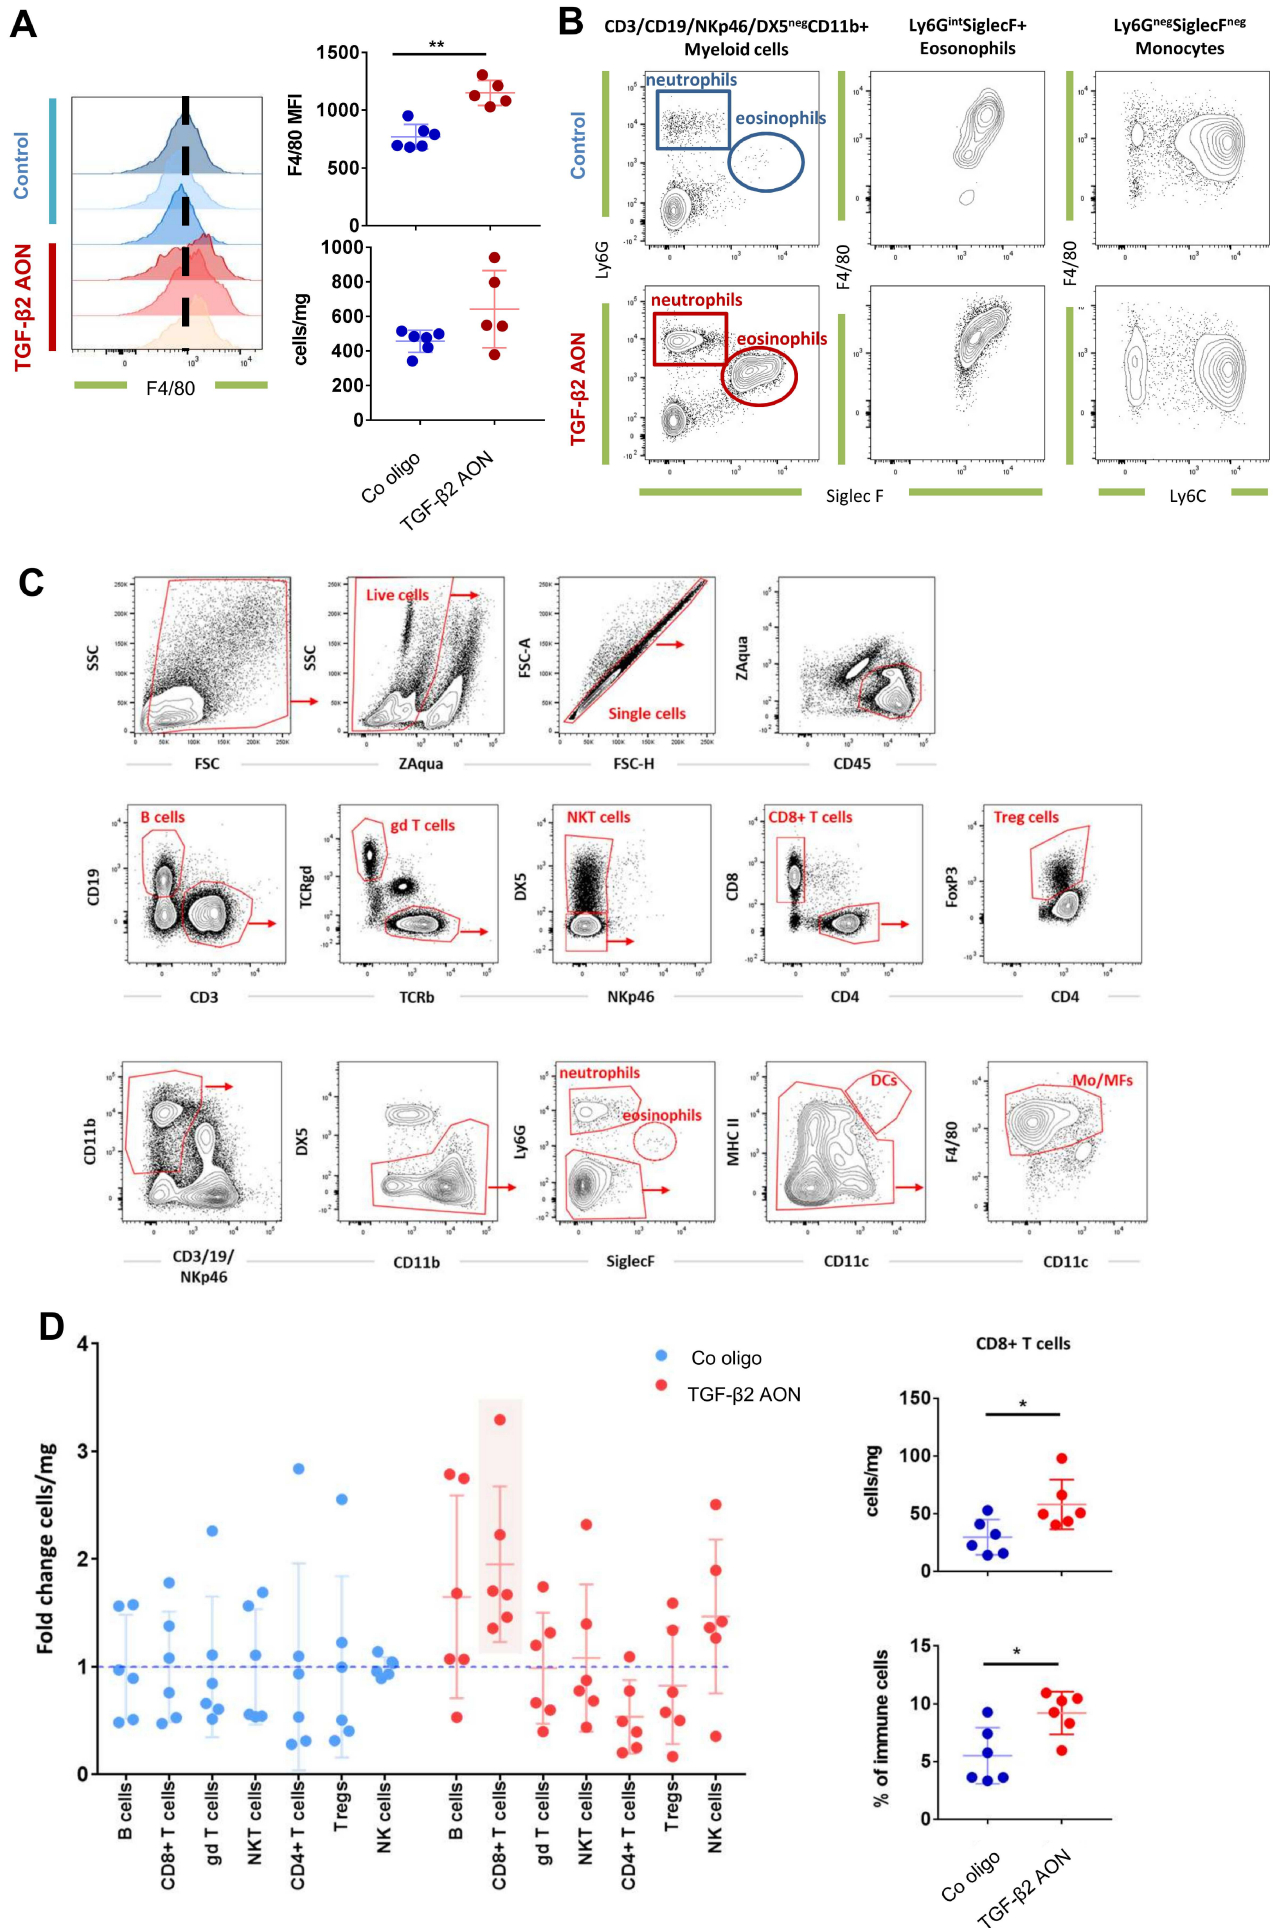 A
Control
TGF-β2 AON
0
10³
10⁴
F4/80
**
F4/80 MFI
1500
1000
500
0
cells/mg
1000
800
600
400
200
0
Co oligo
TGF-β2 AON
B
CD3/CD19/NKp46/DX5ⁿᵉᵍCD11b+
Myeloid cells
Ly6GⁱⁿᵗSiglecF+
Eosonophils
Ly6GⁿᵉᵍSiglecFⁿᵉᵍ
Monocytes
Control
neutrophils
eosinophils
Ly6G
F4/80
F4/80
TGF-β2 AON
neutrophils
eosinophils
Siglec F
Ly6C
C
SSC
FSC
SSC
Live cells
ZAqua
FSC-A
Single cells
FSC-H
ZAqua
CD45
B cells
CD19
CD3
gd T cells
TCRgd
TCRb
NKT cells
DX5
NKp46
CD8+ T cells
CD8
CD4
Treg cells
FoxP3
CD4
CD11b
CD3/19/
NKp46
DX5
CD11b
neutrophils
eosinophils
Ly6G
SiglecF
DCs
MHC II
CD11c
Mo/MFs
F4/80
CD11c
D
Fold change cells/mg
4
3
2
1
0
Co oligo
TGF-β2 AON
B cells
CD8+ T cells
gd T cells
NKT cells
CD4+ T cells
Tregs
NK cells
B cells
CD8+ T cells
gd T cells
NKT cells
CD4+ T cells
Tregs
NK cells
CD8+ T cells
*
cells/mg
150
100
50
0
*
% of immune cells
15
10
5
0
Co oligo
TGF-β2 AON